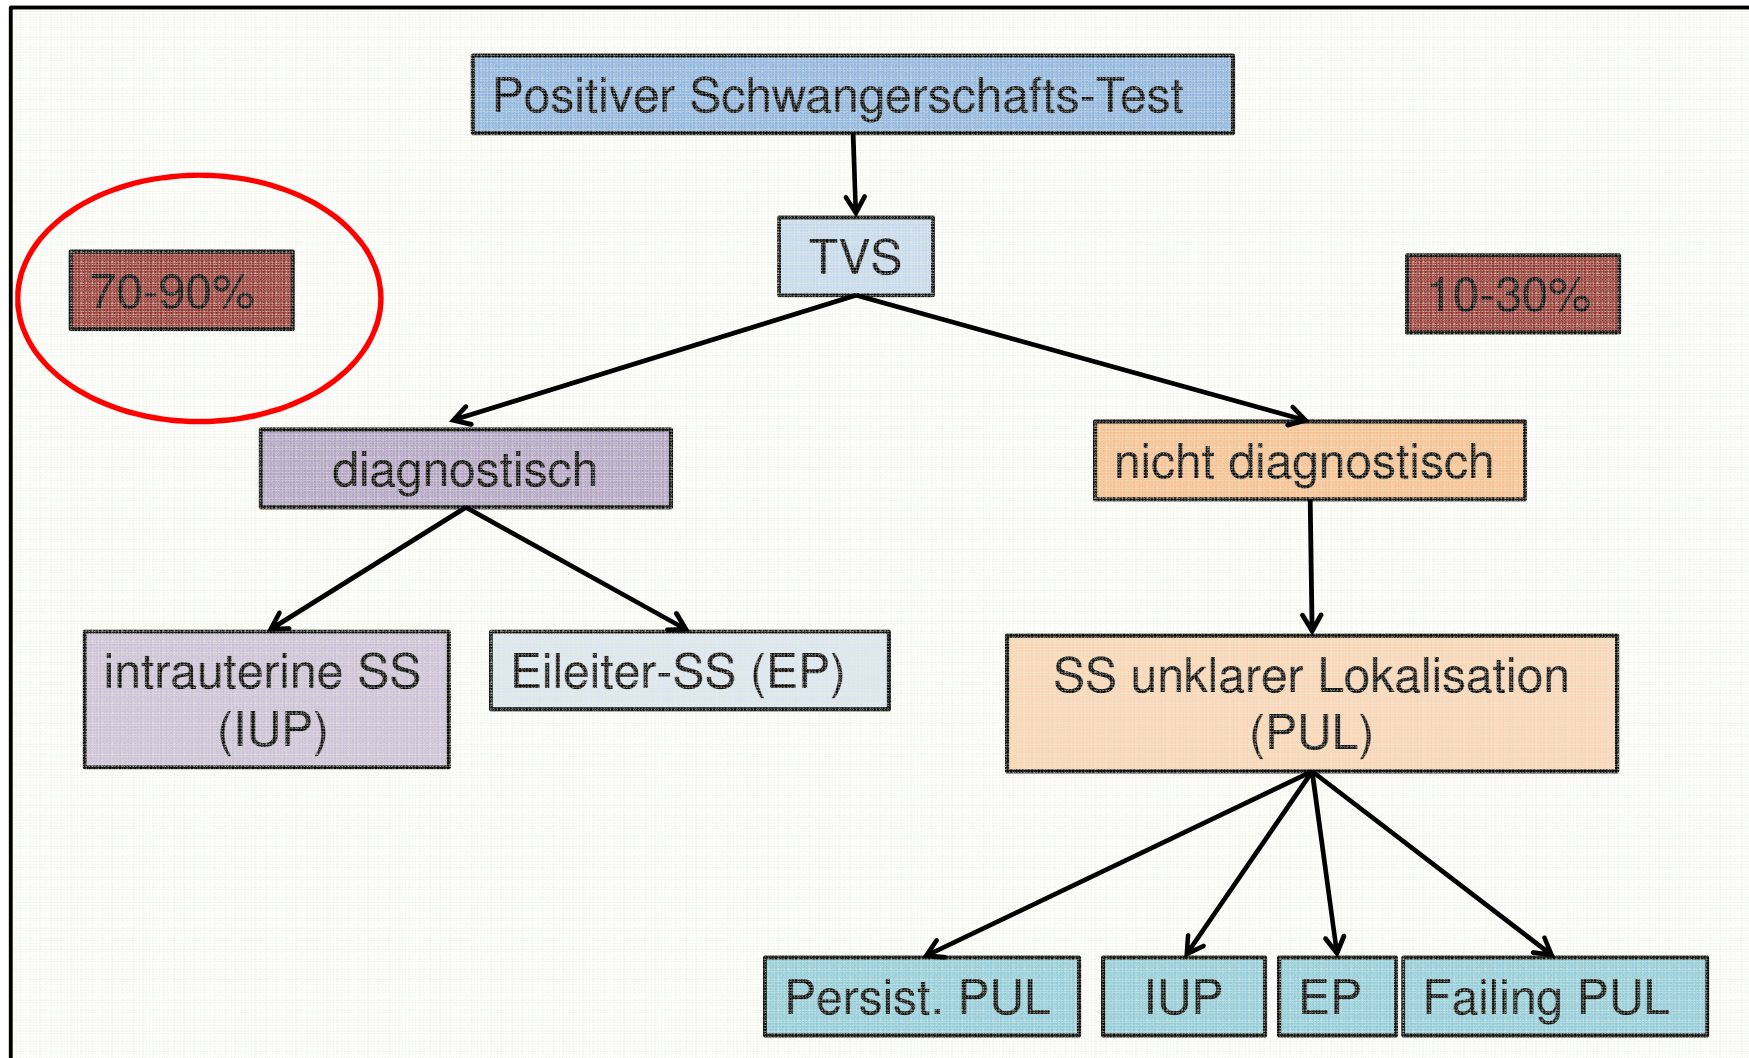 Positiver Schwangerschafts-Test
TVS
70-90%
10-30%
diagnostisch
nicht diagnostisch
intrauterine SS
(IUP)
Eileiter-SS (EP)
SS unklarer Lokalisation
(PUL)
Persist. PUL
IUP
EP
Failing PUL